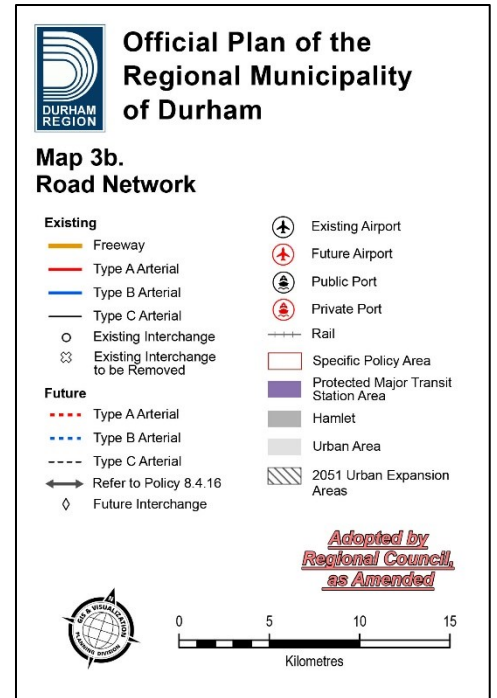 DURHAM
REGION
Official Plan of the
Regional Municipality
of Durham
Map 3b.
Road Network
Existing
Freeway
Type A Arterial
Type B Arterial
Type C Arterial
Existing Interchange
Existing Interchange
to be Removed
Future
Type A Arterial
Type B Arterial
Type C Arterial
Refer to Policy 8.4.16
Future Interchange
Existing Airport
Future Airport
Public Port
Private Port
Rail
Specific Policy Area
Protected Major Transit
Station Area
Hamlet
Urban Area
2051 Urban Expansion
Areas
Adopted by
Regional Council,
as Amended
GIS & VISUALIZATION
PLANNING DIVISION
0 5 10 15
Kilometres